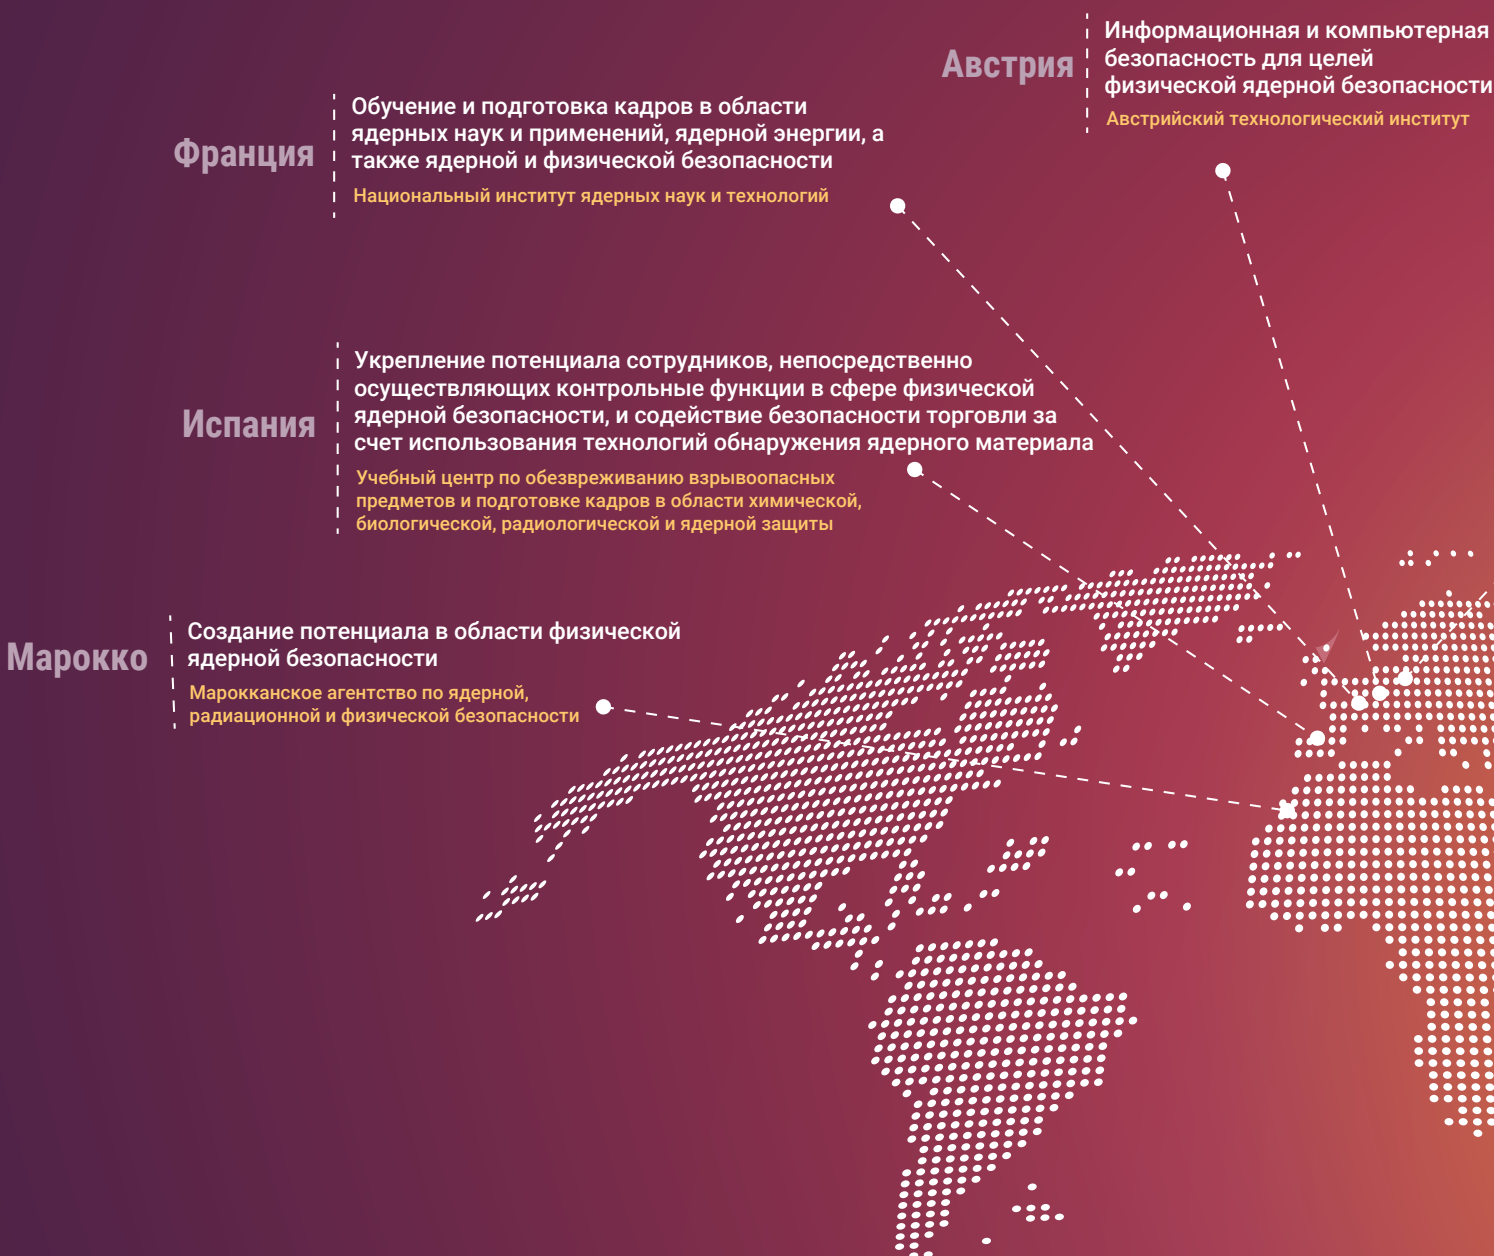 Австрия
Информационная и компьютерная
безопасность для целей
физической ядерной безопасности
Австрийский технологический институт
Франция
Обучение и подготовка кадров в области
ядерных наук и применений, ядерной энергии, а
также ядерной и физической безопасности
Национальный институт ядерных наук и технологий
Испания
Укрепление потенциала сотрудников, непосредственно
осуществляющих контрольные функции в сфере физической
ядерной безопасности, и содействие безопасности торговли за
счет использования технологий обнаружения ядерного материала
Учебный центр по обезвреживанию взрывоопасных
предметов и подготовке кадров в области химической,
биологической, радиологической и ядерной защиты
Марокко
Создание потенциала в области физической
ядерной безопасности
Марокканское агентство по ядерной,
радиационной и физической безопасности